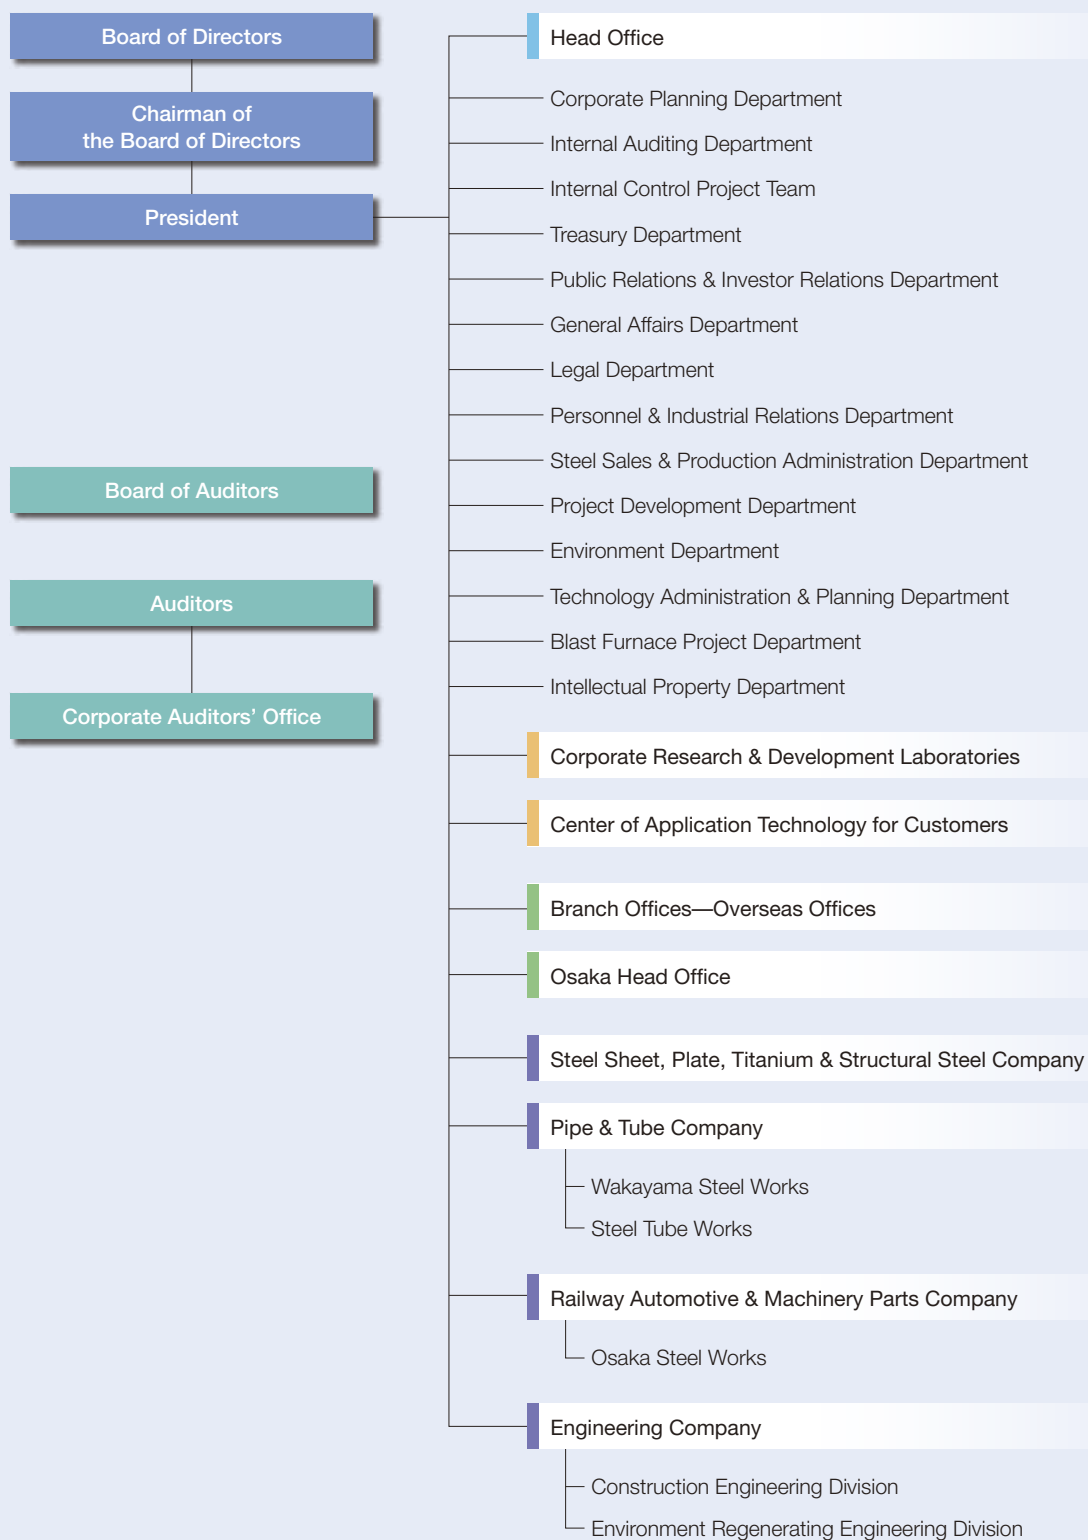 Board of Directors
Chairman of
the Board of Directors
President
Board of Auditors
Auditors
Corporate Auditors’ Office
Head Office
Corporate Planning Department
Internal Auditing Department
Internal Control Project Team
Treasury Department
Public Relations & Investor Relations Department
General Affairs Department
Legal Department
Personnel & Industrial Relations Department
Steel Sales & Production Administration Department
Project Development Department
Environment Department
Technology Administration & Planning Department
Blast Furnace Project Department
Intellectual Property Department
Corporate Research & Development Laboratories
Center of Application Technology for Customers
Branch Offices—Overseas Offices
Osaka Head Office
Steel Sheet, Plate, Titanium & Structural Steel Company
Pipe & Tube Company
Wakayama Steel Works
Steel Tube Works
Railway Automotive & Machinery Parts Company
Osaka Steel Works
Engineering Company
Construction Engineering Division
Environment Regenerating Engineering Division